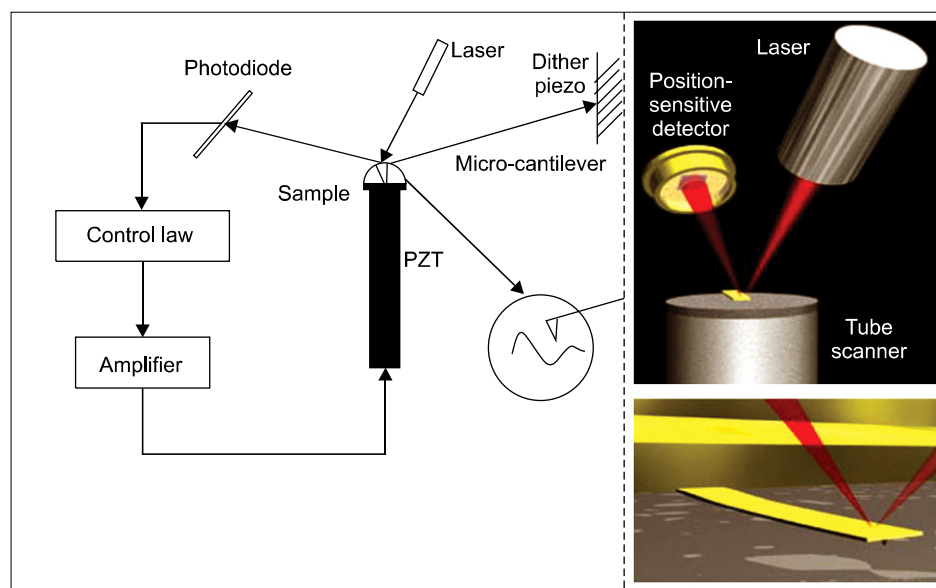 Laser
Photodiode
Dither
piezo
Micro-cantilever
Sample
Control law
PZT
Amplifier
Laser
Position-
sensitive
detector
Tube
scanner